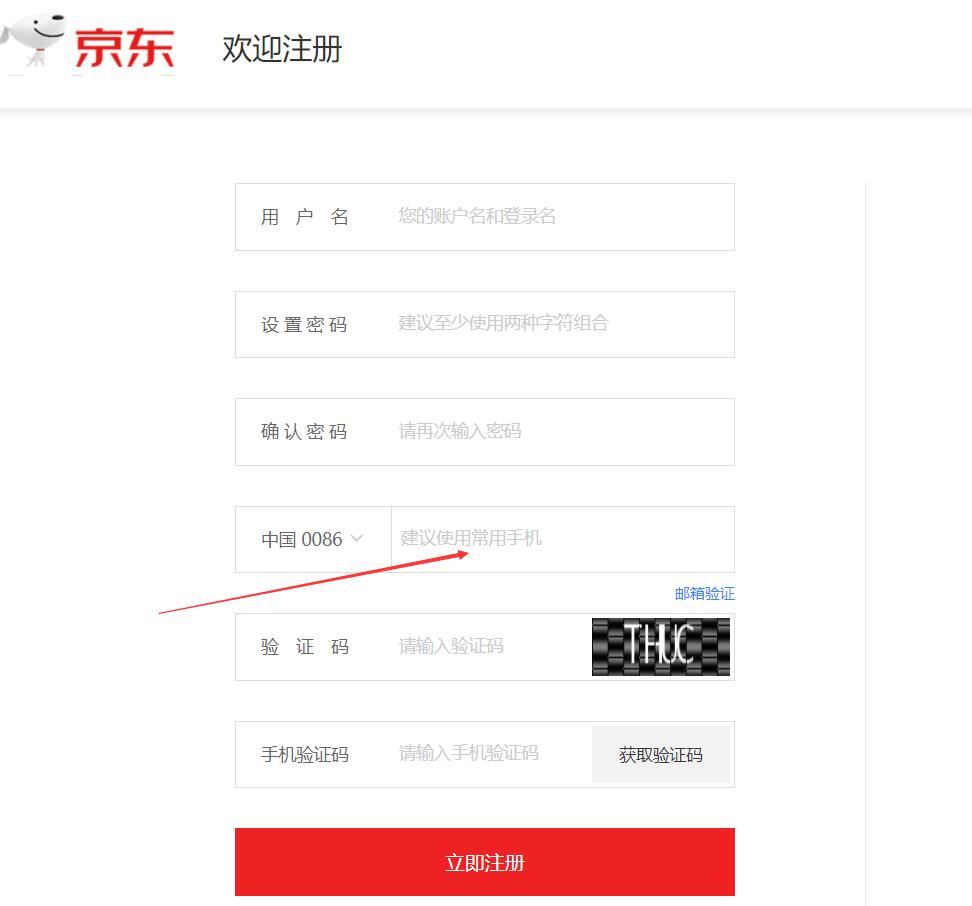 京东 欢迎注册
用 户 名 您的账户名和登录名
设 置 密 码 建议至少使用两种字符组合
确 认 密 码 请再次输入密码
中国 0086 建议使用常用手机
邮箱验证
验 证 码 请输入验证码 THUC
手机验证码 请输入手机验证码 获取验证码
立即注册